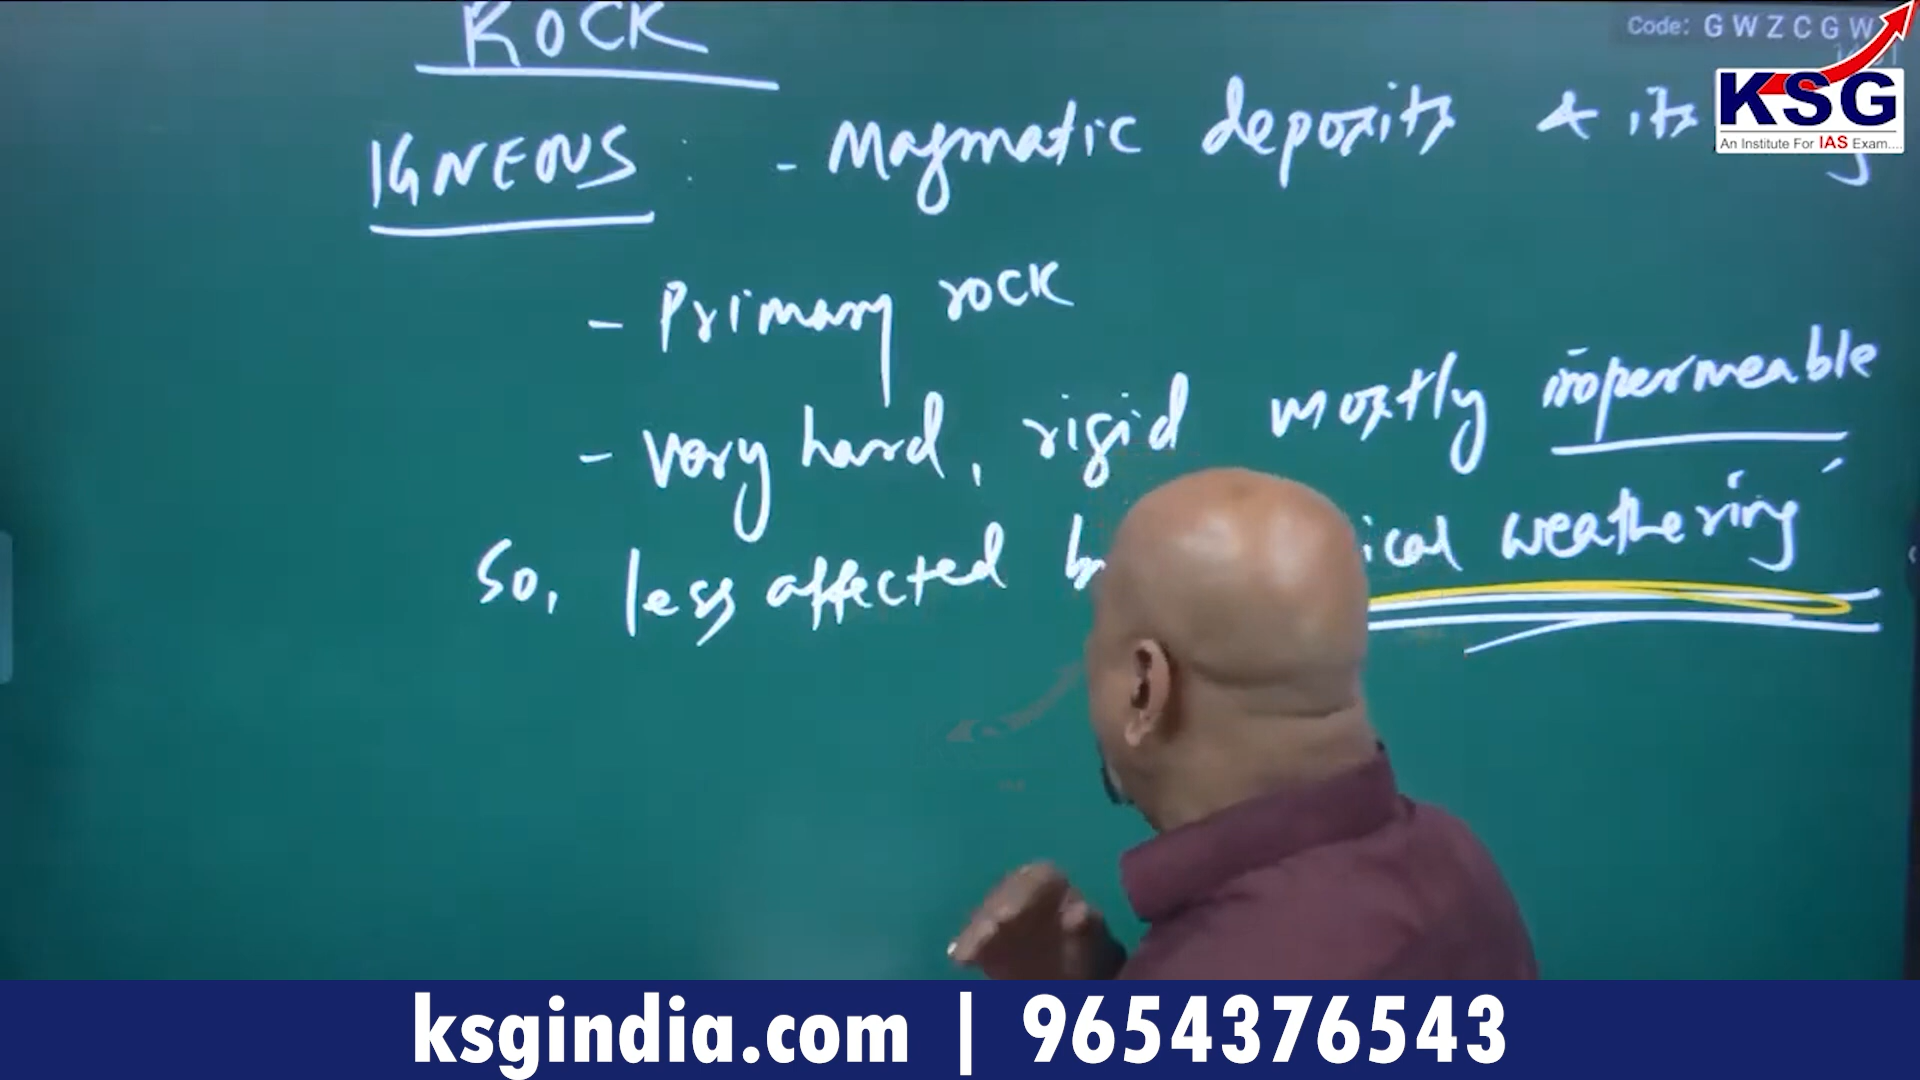 ROCK
Code: G W Z C G W
KSG
An Institute For IAS Exam....
IGNEOUS : - Magmatic deposits & its
- Primary rock
- Very hard, rigid mostly impermeable
So, less affected weathering
ksgindia.com | 9654376543